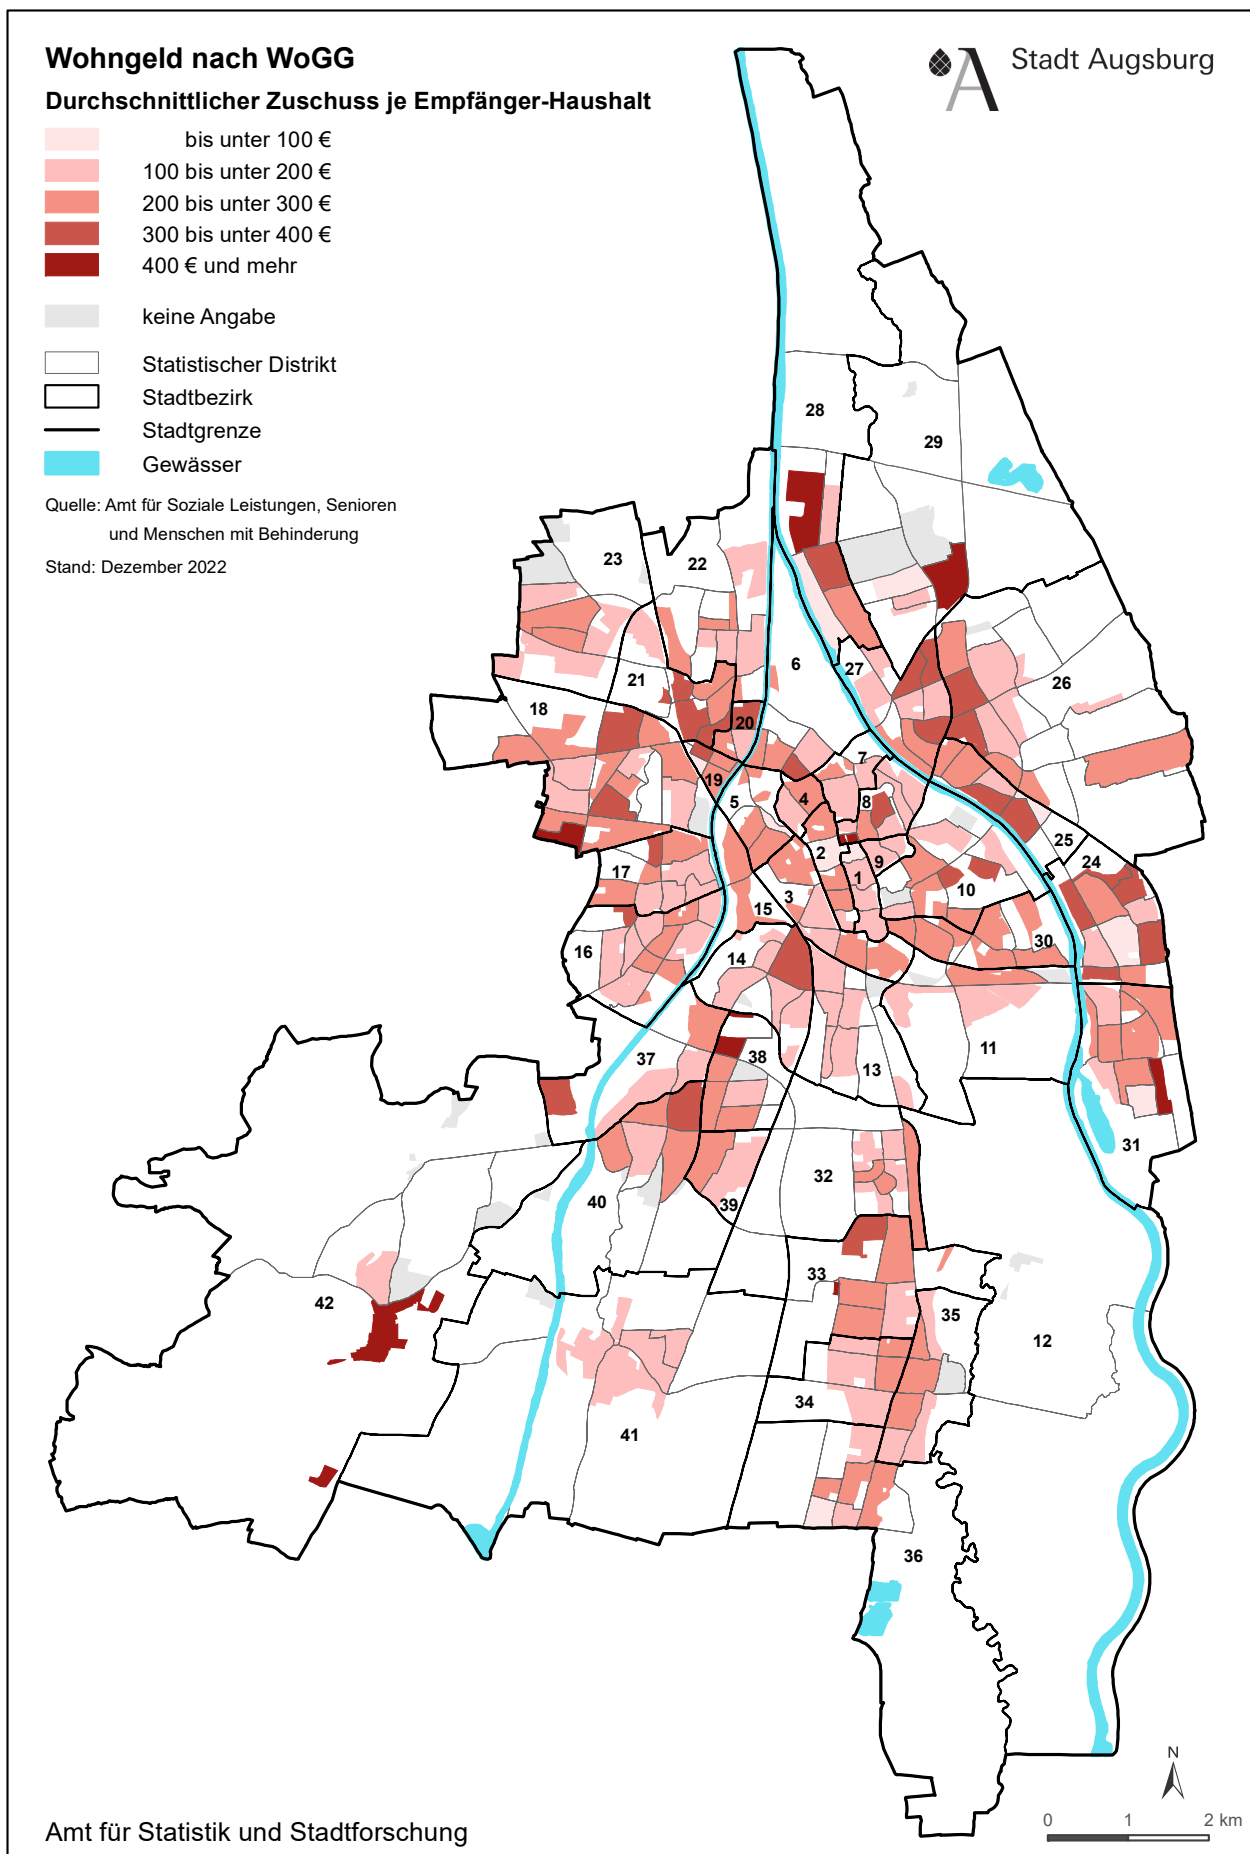 Wohngeld nach WoGG
Stadt Augsburg
Durchschnittlicher Zuschuss je Empfänger-Haushalt
bis unter 100 €
100 bis unter 200 €
200 bis unter 300 €
300 bis unter 400 €
400 € und mehr
keine Angabe
Statistischer Distrikt
Stadtbezirk
Stadtgrenze
Gewässer
Quelle: Amt für Soziale Leistungen, Senioren
und Menschen mit Behinderung
Stand: Dezember 2022
28
29
23
22
6
27
21
26
18
20
7
19
5
4
8
25
2
24
17
9
1
10
3
15
30
16
14
11
37
38
13
31
32
40
39
33
42
35
12
34
41
36
N
0 1 2 km
Amt für Statistik und Stadtforschung